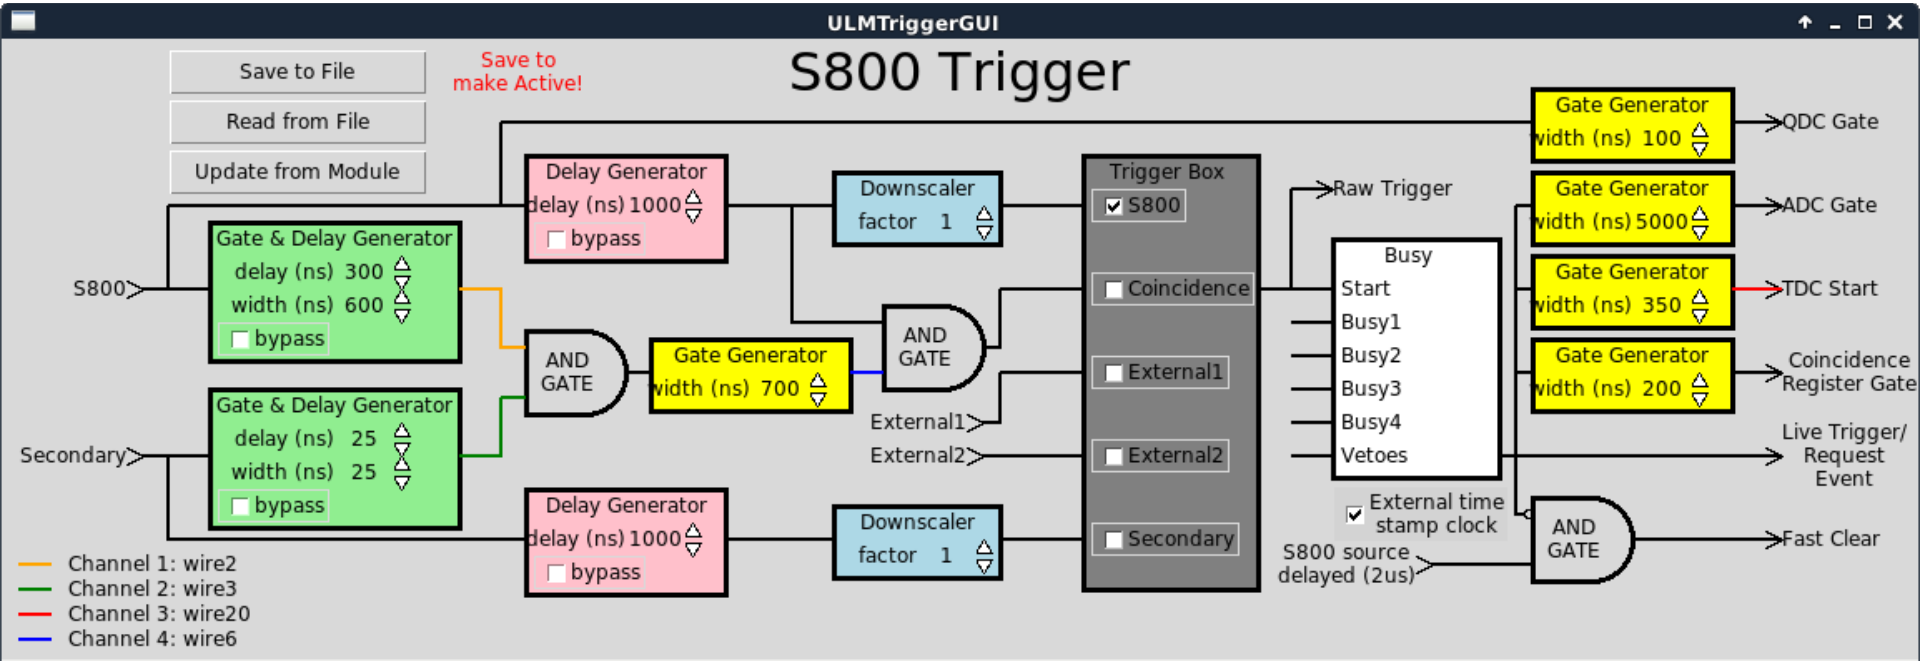 ULMTriggerGUI
Save to File
Read from File
Update from Module
Save to
make Active!
S800 Trigger
Gate Generator
width (ns) 100
QDC Gate
Delay Generator
delay (ns) 1000
bypass
Downscaler
factor 1
Trigger Box
S800
Coincidence
External1
External2
Secondary
Raw Trigger
Gate Generator
width (ns) 5000
ADC Gate
Gate & Delay Generator
delay (ns) 300
width (ns) 600
bypass
S800
Busy
Start
Busy1
Busy2
Busy3
Busy4
Vetoes
Gate Generator
width (ns) 350
TDC Start
AND
GATE
Gate Generator
width (ns) 700
AND
GATE
Gate Generator
width (ns) 200
Coincidence
Register Gate
Gate & Delay Generator
delay (ns) 25
width (ns) 25
bypass
Secondary
External1
External2
Live Trigger/
Request
Event
Delay Generator
delay (ns) 1000
bypass
Downscaler
factor 1
External time
stamp clock
S800 source
delayed (2us)
AND
GATE
Fast Clear
Channel 1: wire2
Channel 2: wire3
Channel 3: wire20
Channel 4: wire6